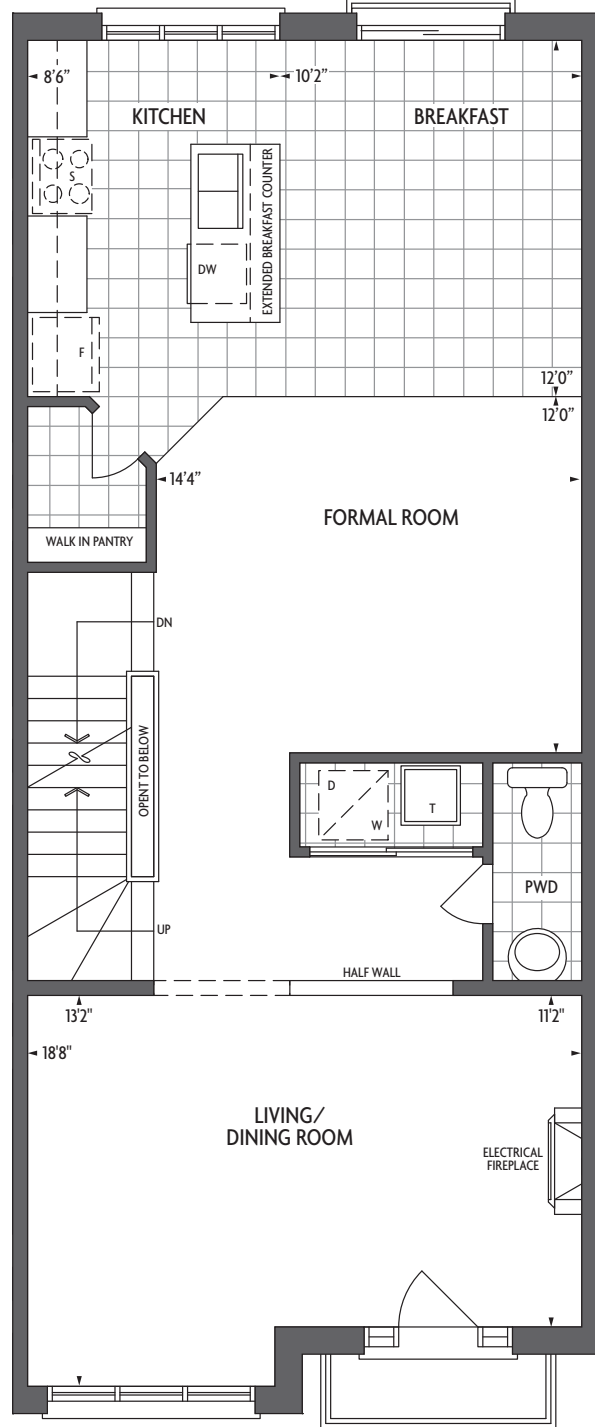 8'6"
10'2"
KITCHEN
BREAKFAST
S
EXTENDED BREAKFAST COUNTER
DW
F
12'0"
12'0"
14'4"
FORMAL ROOM
WALK IN PANTRY
DN
OPENT TO BELOW
D
W
T
PWD
UP
HALF WALL
13'2"
11'2"
18'8"
LIVING/
DINING ROOM
ELECTRICAL
FIREPLACE